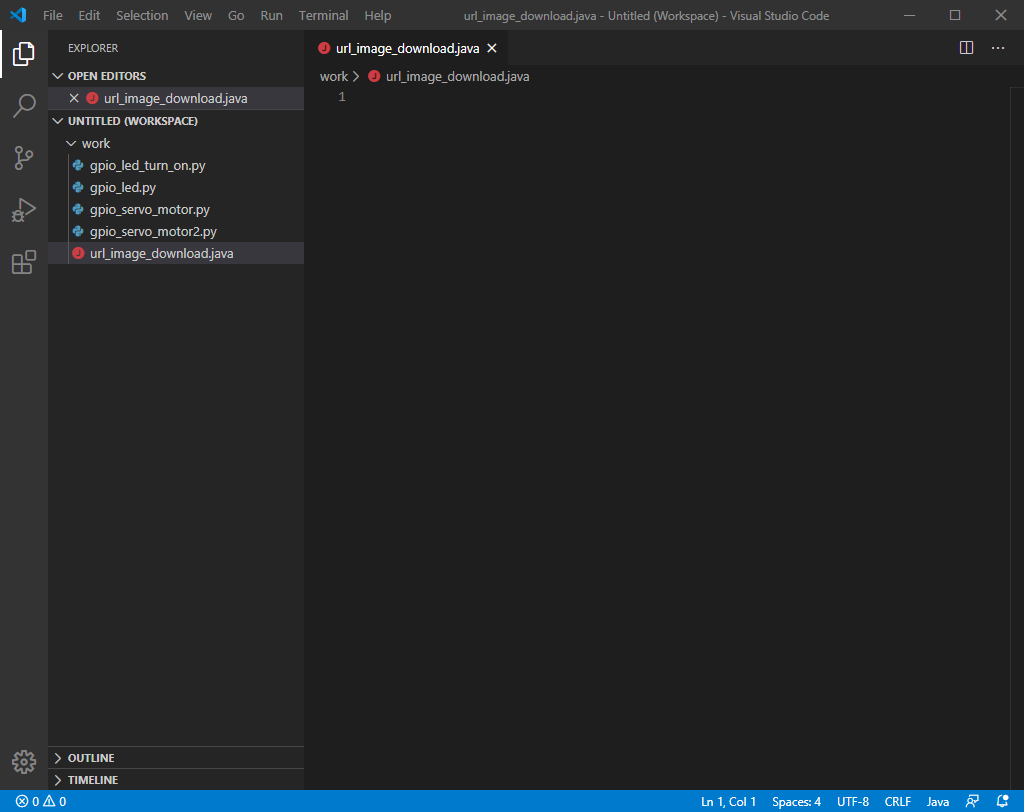 File Edit Selection View Go Run Terminal Help url_image_download.java - Untitled (Workspace) - Visual Studio Code
EXPLORER
OPEN EDITORS
url_image_download.java
UNTITLED (WORKSPACE)
work
gpio_led_turn_on.py
gpio_led.py
gpio_servo_motor.py
gpio_servo_motor2.py
url_image_download.java
OUTLINE
TIMELINE
url_image_download.java
work > url_image_download.java
1
0 0 Ln 1, Col 1 Spaces: 4 UTF-8 CRLF Java